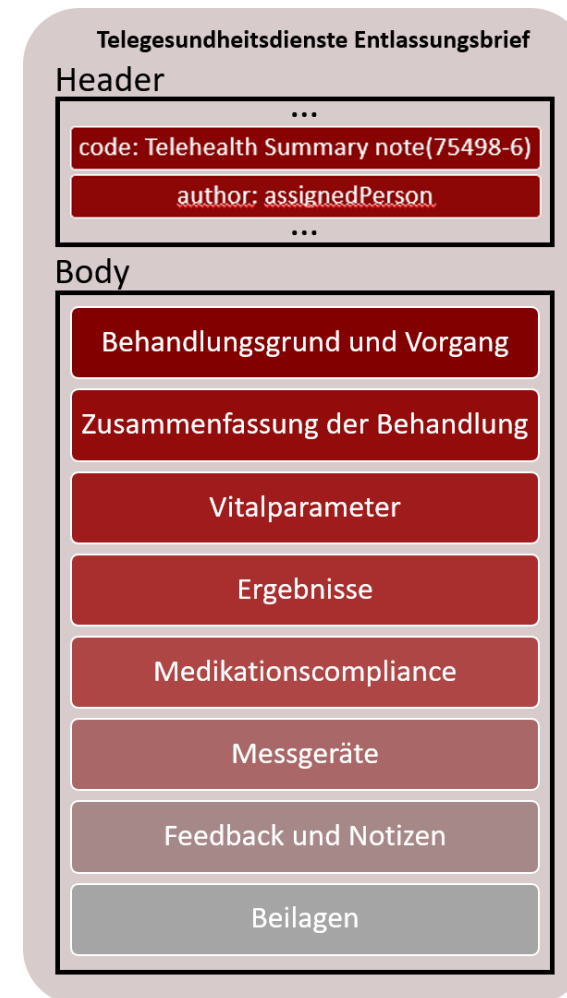 Telegesundheitsdienste Entlassungsbrief
Header
...
code: Telehealth Summary note(75498-6)
author: assignedPerson
...
Body
Behandlungsgrund und Vorgang
Zusammenfassung der Behandlung
Vitalparameter
Ergebnisse
Medikationscompliance
Messgeräte
Feedback und Notizen
Beilagen